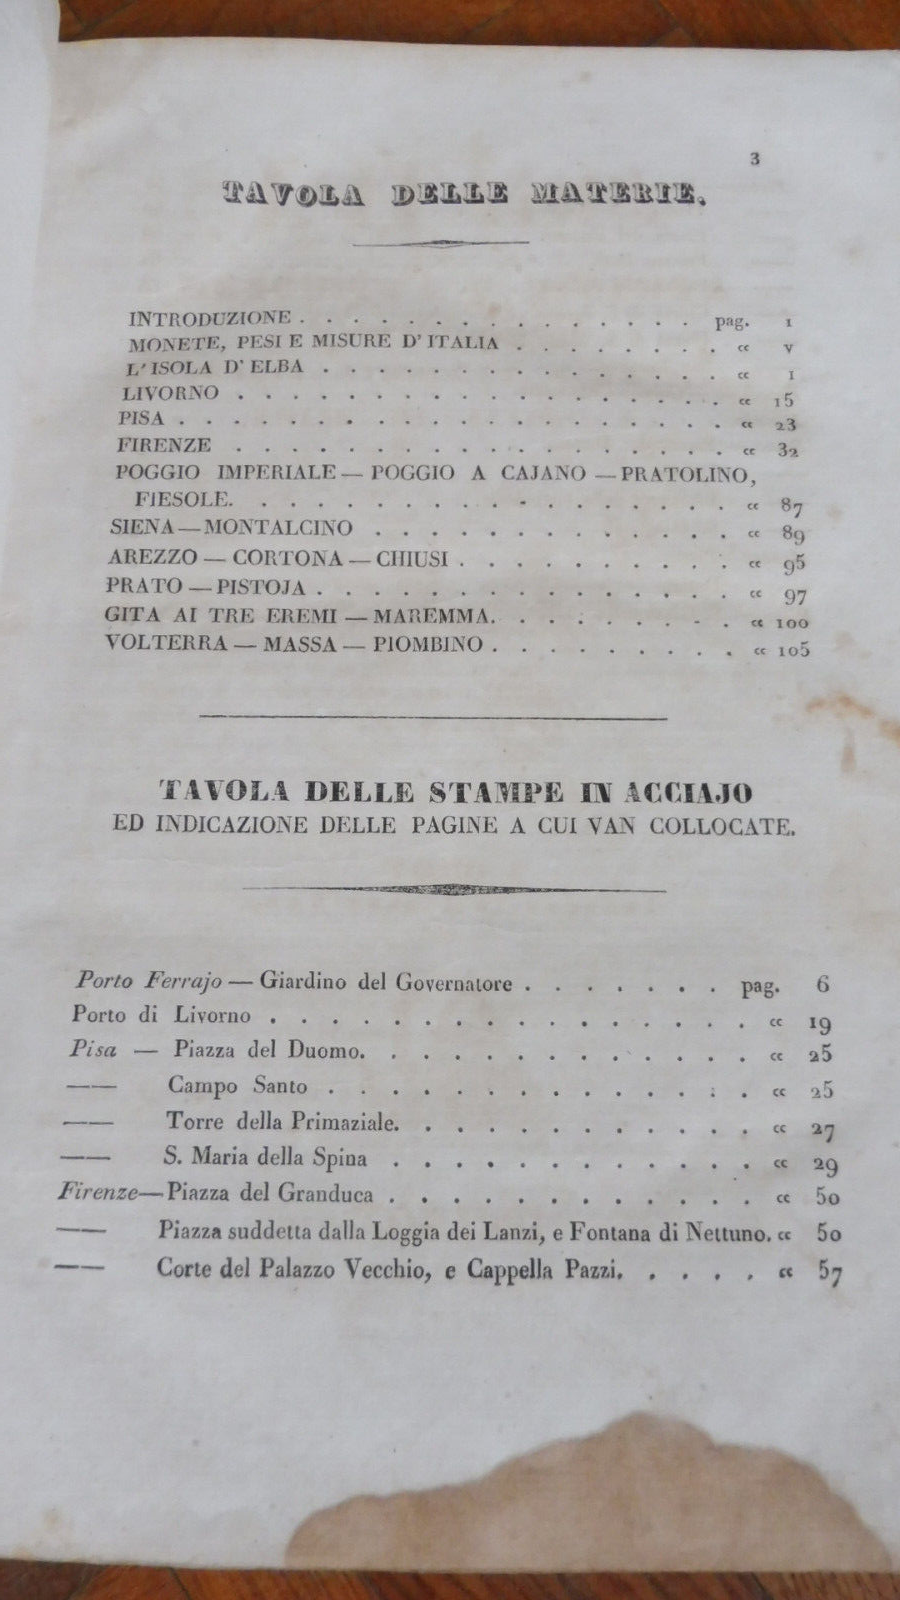 3
TAVOLA DELLE MATERIE.
INTRODUZIONE . . . . . . . . . . . . . . . . pag. I
MONETE, PESI E MISURE D' ITALIA . . . . . . . . « V
L' ISOLA D' ELBA . . . . . . . . . . . . . . . « 1
LIVORNO . . . . . . . . . . . . . . . . . . « 15
PISA . . . . . . . . . . . . . . . . . . . . « 23
FIRENZE . . . . . . . . . . . . . . . . . . « 32
POGGIO IMPERIALE — POGGIO A CAJANO — PRATOLINO,
FIESOLE. . . . . . . . . . . . . . . . . . . « 87
SIENA — MONTALCINO . . . . . . . . . . . . . « 89
AREZZO — CORTONA — CHIUSI . . . . . . . . . . « 95
PRATO — PISTOJA . . . . . . . . . . . . . . . « 97
GITA AI TRE EREMI — MAREMMA. . . . . . . . . « 100
VOLTERRA — MASSA — PIOMBINO . . . . . . . . . « 105
TAVOLA DELLE STAMPE IN ACCIAJO
ED INDICAZIONE DELLE PAGINE A CUI VAN COLLOCATE.
Porto Ferrajo — Giardino del Governatore . . . . . . . pag. 6
Porto di Livorno . . . . . . . . . . . . . . . . « 19
Pisa — Piazza del Duomo. . . . . . . . . . . . . « 25
—— Campo Santo . . . . . . . . . . . . . . « 25
—— Torre della Primaziale. . . . . . . . . . . « 27
—— S. Maria della Spina . . . . . . . . . . . « 29
Firenze — Piazza del Granduca . . . . . . . . . . . « 50
—— Piazza suddetta dalla Loggia dei Lanzi, e Fontana di Nettuno. « 50
—— Corte del Palazzo Vecchio, e Cappella Pazzi. . . . . « 57